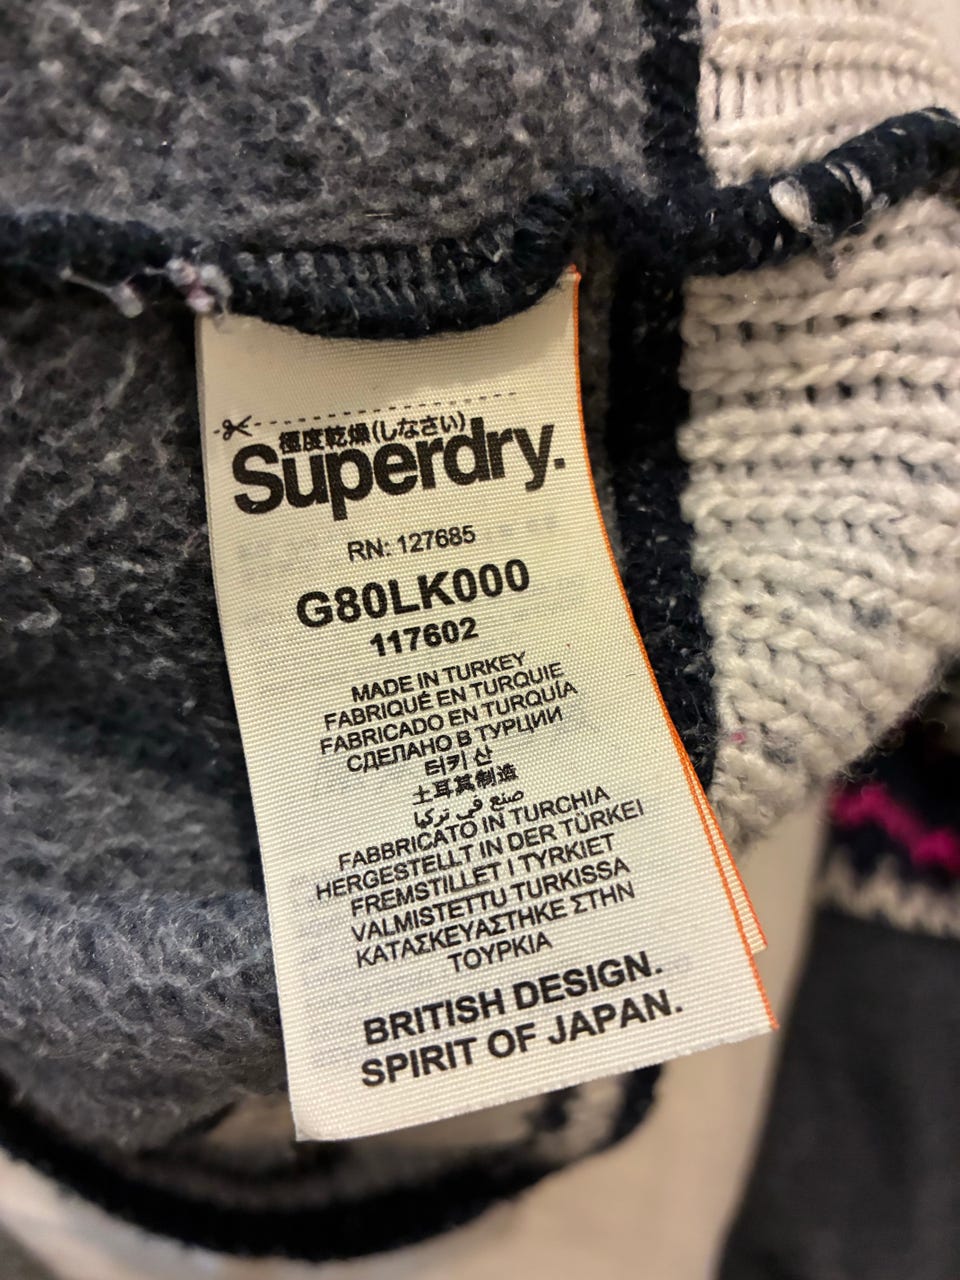 極度乾燥(しなさい)
Superdry.
RN: 127685
G80LK000
117602
MADE IN TURKEY
FABRIQUÉ EN TURQUIE
FABRICADO EN TURQUÍA
СДЕЛАНО В ТУРЦИИ
터키 산
土耳其制造
صنع في تركيا
FABBRICATO IN TURCHIA
HERGESTELLT IN DER TÜRKEI
FREMSTILLET I TYRKIET
VALMISTETTU TURKISSA
ΚΑΤΑΣΚΕΥΑΣΤΗΚΕ ΣΤΗΝ
ΤΟΥΡΚΙΑ
BRITISH DESIGN.
SPIRIT OF JAPAN.